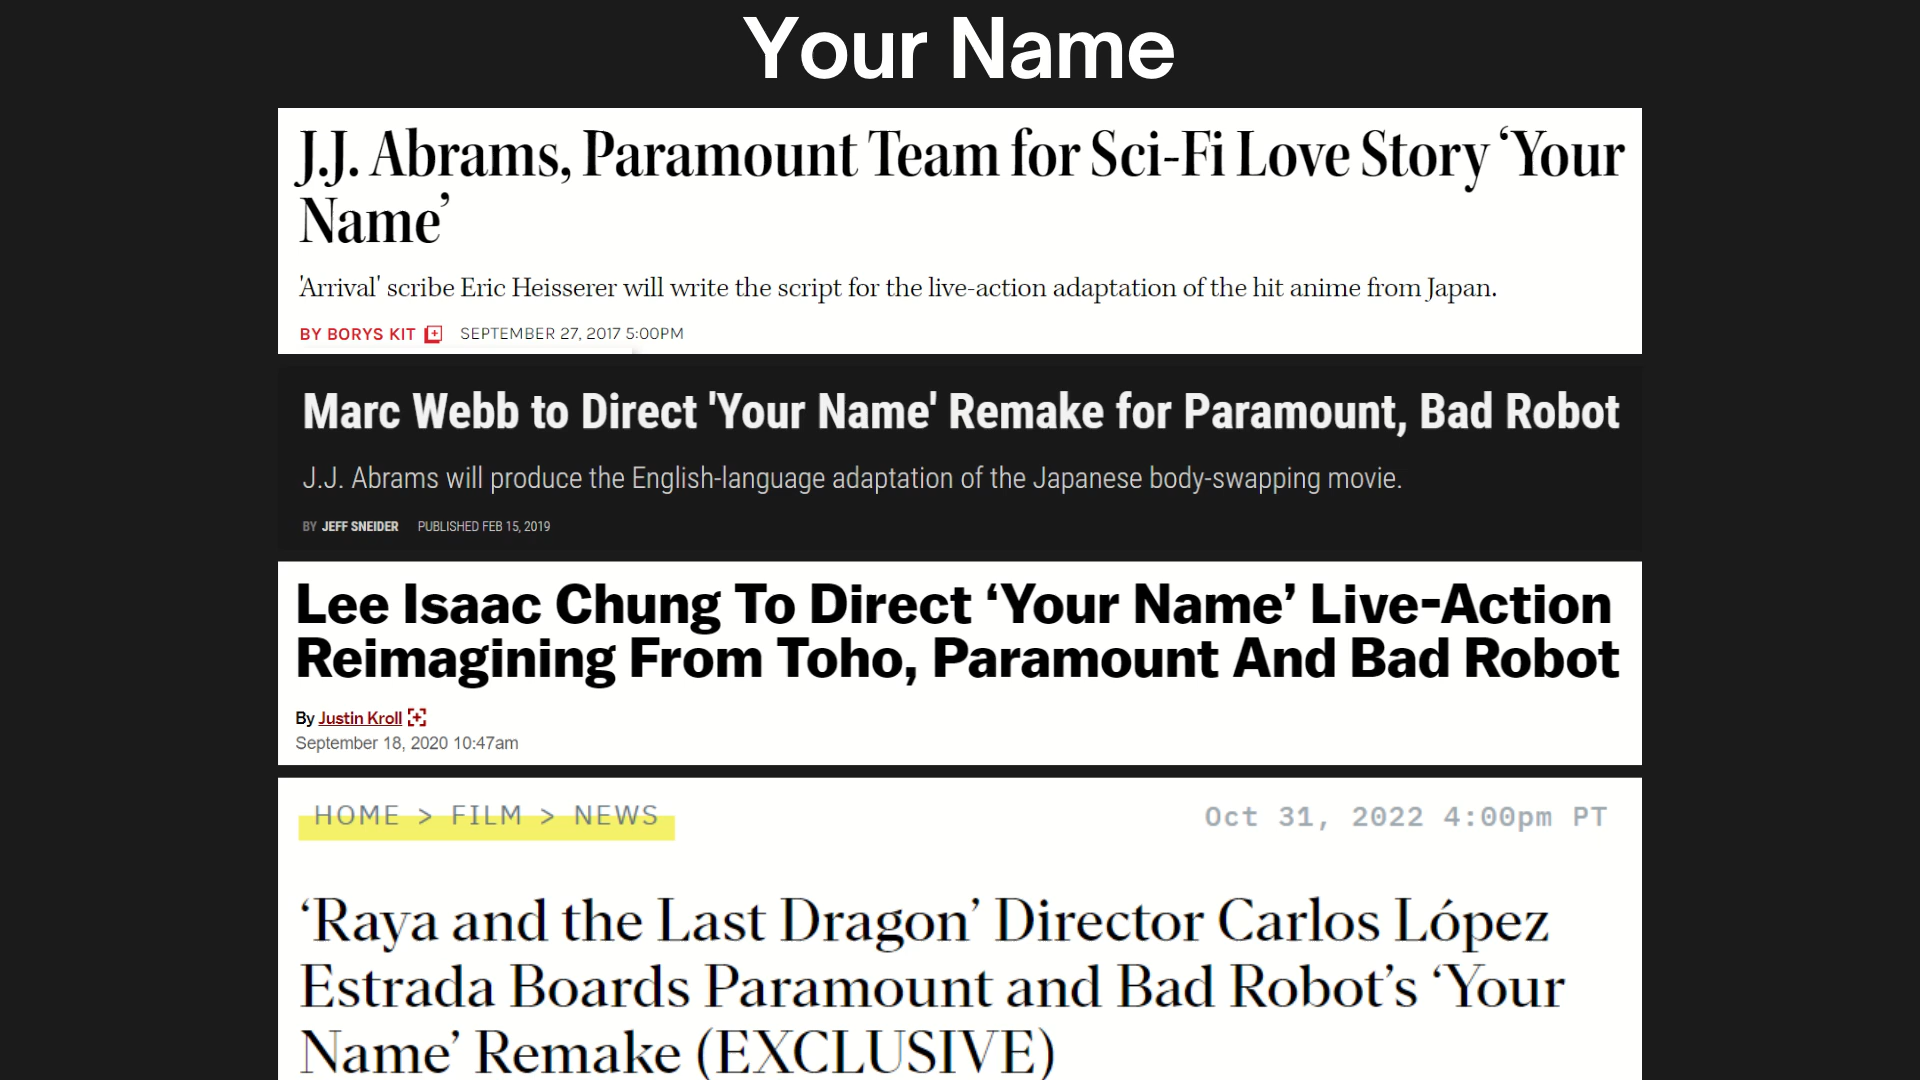 Your Name
J.J. Abrams, Paramount Team for Sci-Fi Love Story ‘Your
Name’
'Arrival' scribe Eric Heisserer will write the script for the live-action adaptation of the hit anime from Japan.
BY BORYS KIT SEPTEMBER 27, 2017 5:00PM
Marc Webb to Direct 'Your Name' Remake for Paramount, Bad Robot
J.J. Abrams will produce the English-language adaptation of the Japanese body-swapping movie.
BY JEFF SNEIDER PUBLISHED FEB 15, 2019
Lee Isaac Chung To Direct ‘Your Name’ Live-Action
Reimagining From Toho, Paramount And Bad Robot
By Justin Kroll
September 18, 2020 10:47am
HOME > FILM > NEWS Oct 31, 2022 4:00pm PT
‘Raya and the Last Dragon’ Director Carlos López
Estrada Boards Paramount and Bad Robot’s ‘Your
Name’ Remake (EXCLUSIVE)